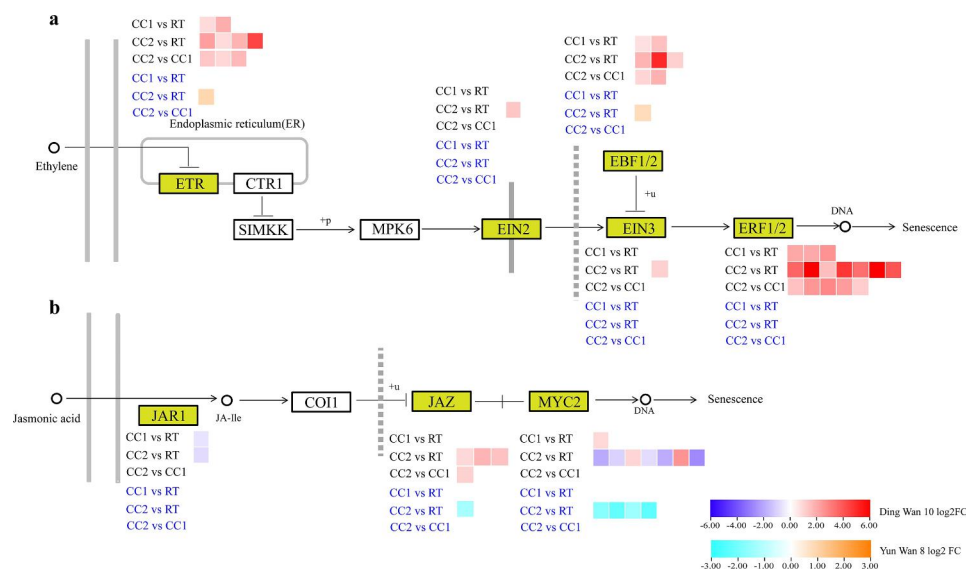 a
CC1 vs RT
CC2 vs RT
CC2 vs CC1
CC1 vs RT
CC2 vs RT
CC2 vs CC1
CC1 vs RT
CC2 vs RT
CC2 vs CC1
CC1 vs RT
CC2 vs RT
CC2 vs CC1
CC1 vs RT
CC2 vs RT
CC2 vs CC1
CC1 vs RT
CC2 vs RT
CC2 vs CC1
Endoplasmic reticulum(ER)
Ethylene
ETR
CTR1
EBF1/2
+u
SIMKK
+p
MPK6
EIN2
EIN3
ERF1/2
DNA
Senescence
CC1 vs RT
CC2 vs RT
CC2 vs CC1
CC1 vs RT
CC2 vs RT
CC2 vs CC1
CC1 vs RT
CC2 vs RT
CC2 vs CC1
CC1 vs RT
CC2 vs RT
CC2 vs CC1
b
Jasmonic acid
JAR1
JA-Ile
COI1
+u
JAZ
MYC2
DNA
Senescence
CC1 vs RT
CC2 vs RT
CC2 vs CC1
CC1 vs RT
CC2 vs RT
CC2 vs CC1
CC1 vs RT
CC2 vs RT
CC2 vs CC1
CC1 vs RT
CC2 vs RT
CC2 vs CC1
CC1 vs RT
CC2 vs RT
CC2 vs CC1
CC1 vs RT
CC2 vs RT
CC2 vs CC1
Ding Wan 10 log2FC
-6.00 -4.00 -2.00 0.00 2.00 4.00 6.00
Yun Wan 8 log2 FC
-3.00 -2.00 -1.00 0.00 1.00 2.00 3.00